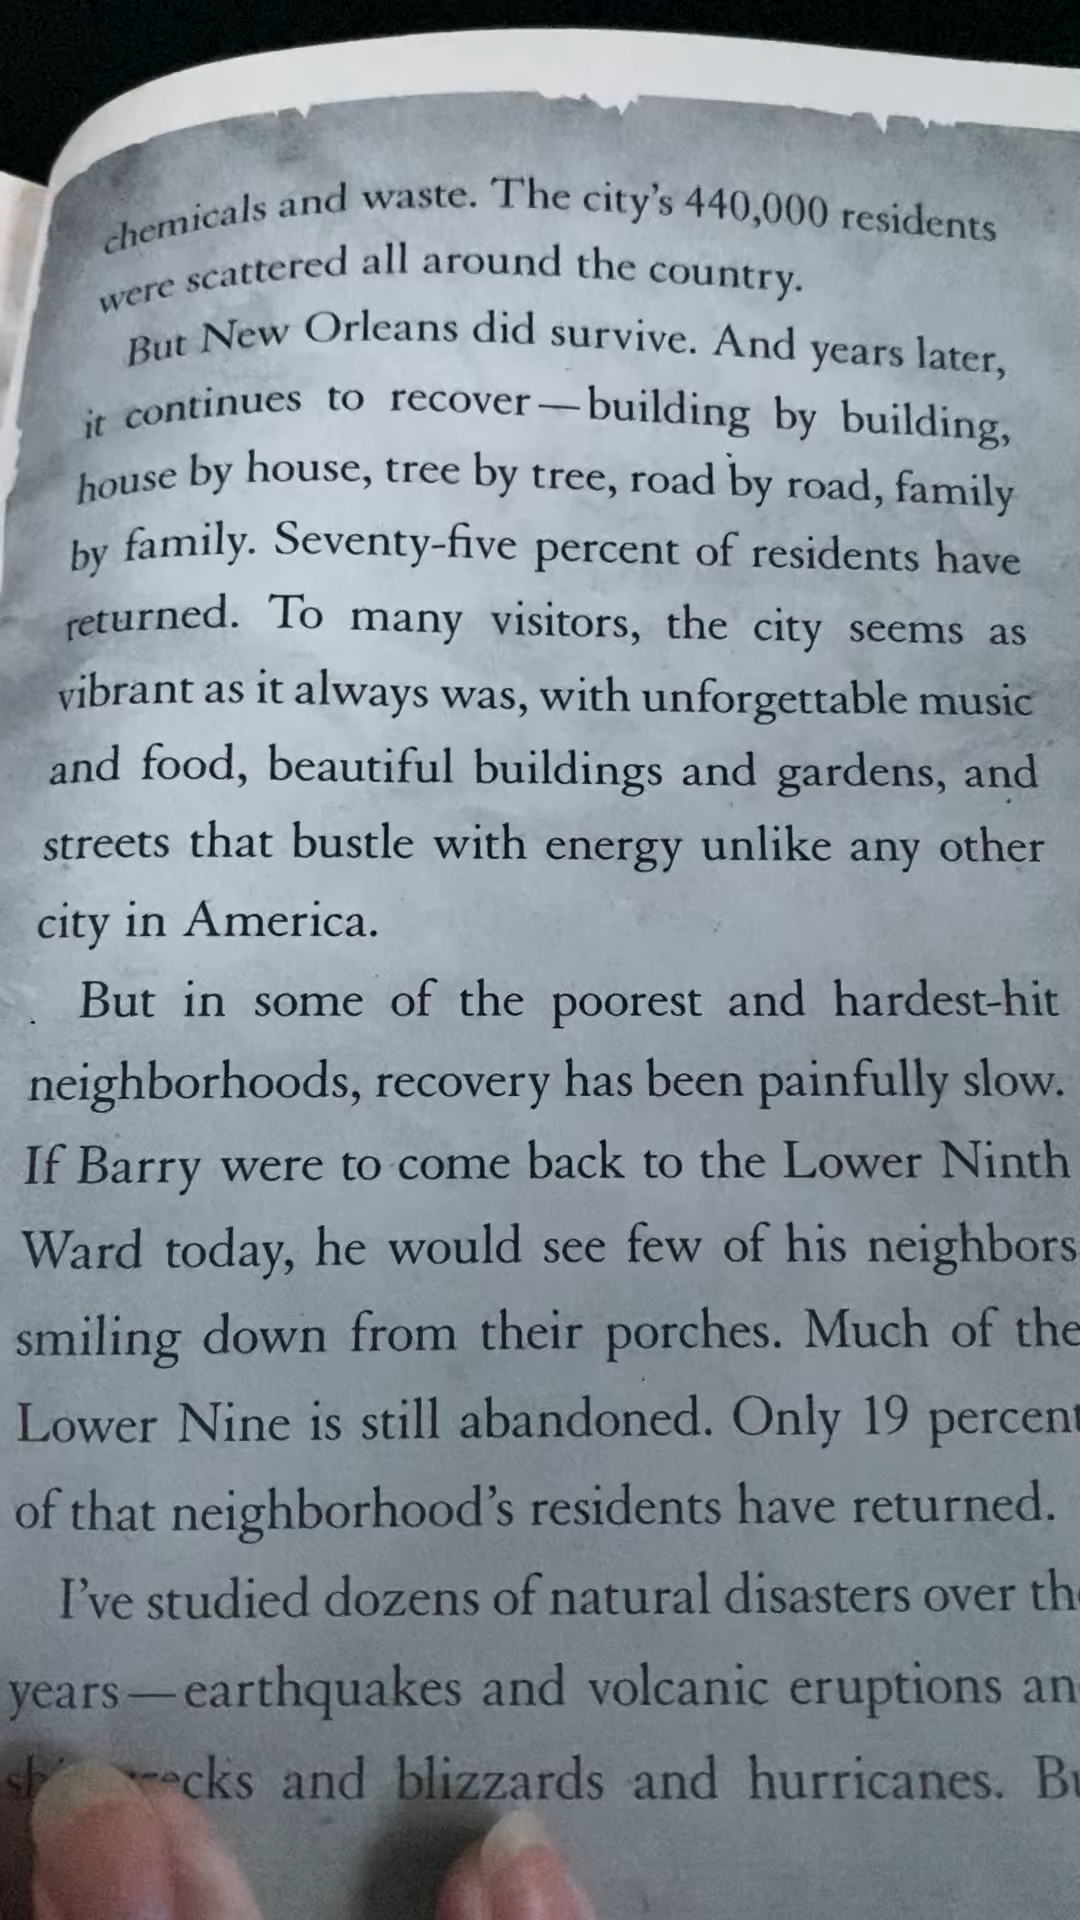 chemicals and waste. The city's 440,000 residents
were scattered all around the country.
But New Orleans did survive. And years later,
it continues to recover—building by building,
house by house, tree by tree, road by road, family
by family. Seventy-five percent of residents have
returned. To many visitors, the city seems as
vibrant as it always was, with unforgettable music
and food, beautiful buildings and gardens, and
streets that bustle with energy unlike any other
city in America.
But in some of the poorest and hardest-hit
neighborhoods, recovery has been painfully slow.
If Barry were to come back to the Lower Ninth
Ward today, he would see few of his neighbors
smiling down from their porches. Much of the
Lower Nine is still abandoned. Only 19 percent
of that neighborhood's residents have returned.
I've studied dozens of natural disasters over
years—earthquakes and volcanic eruptions
and blizzards and hurricanes.